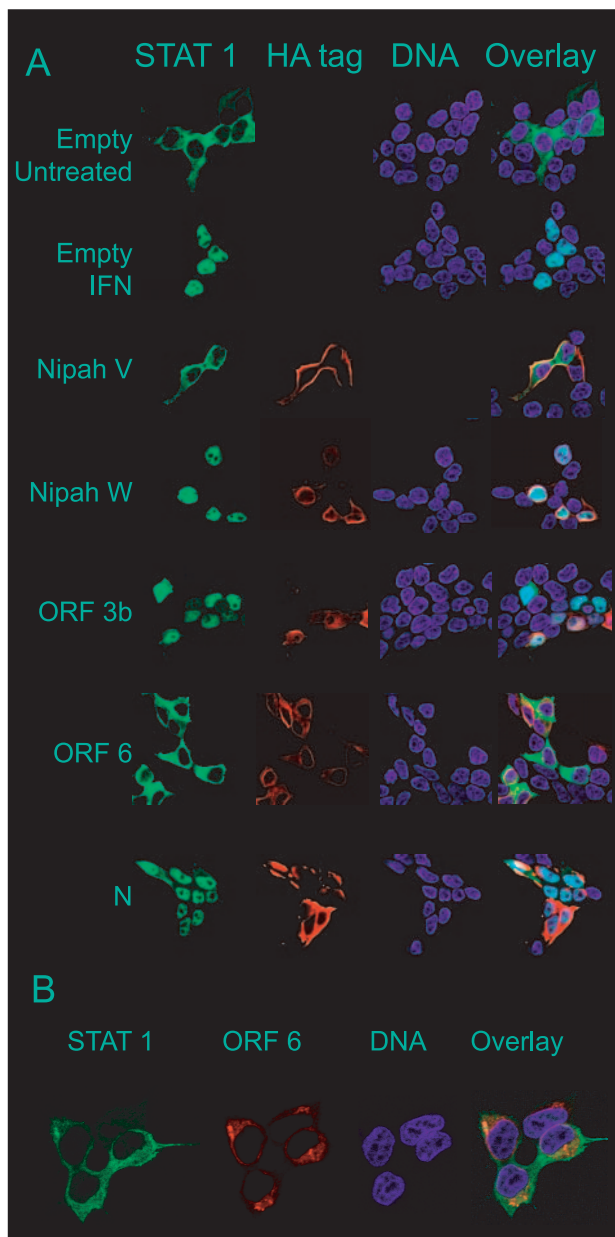 A
STAT 1 HA tag DNA Overlay
Empty
Untreated
Empty
IFN
Nipah V
Nipah W
ORF 3b
ORF 6
N
B
STAT 1 ORF 6 DNA Overlay